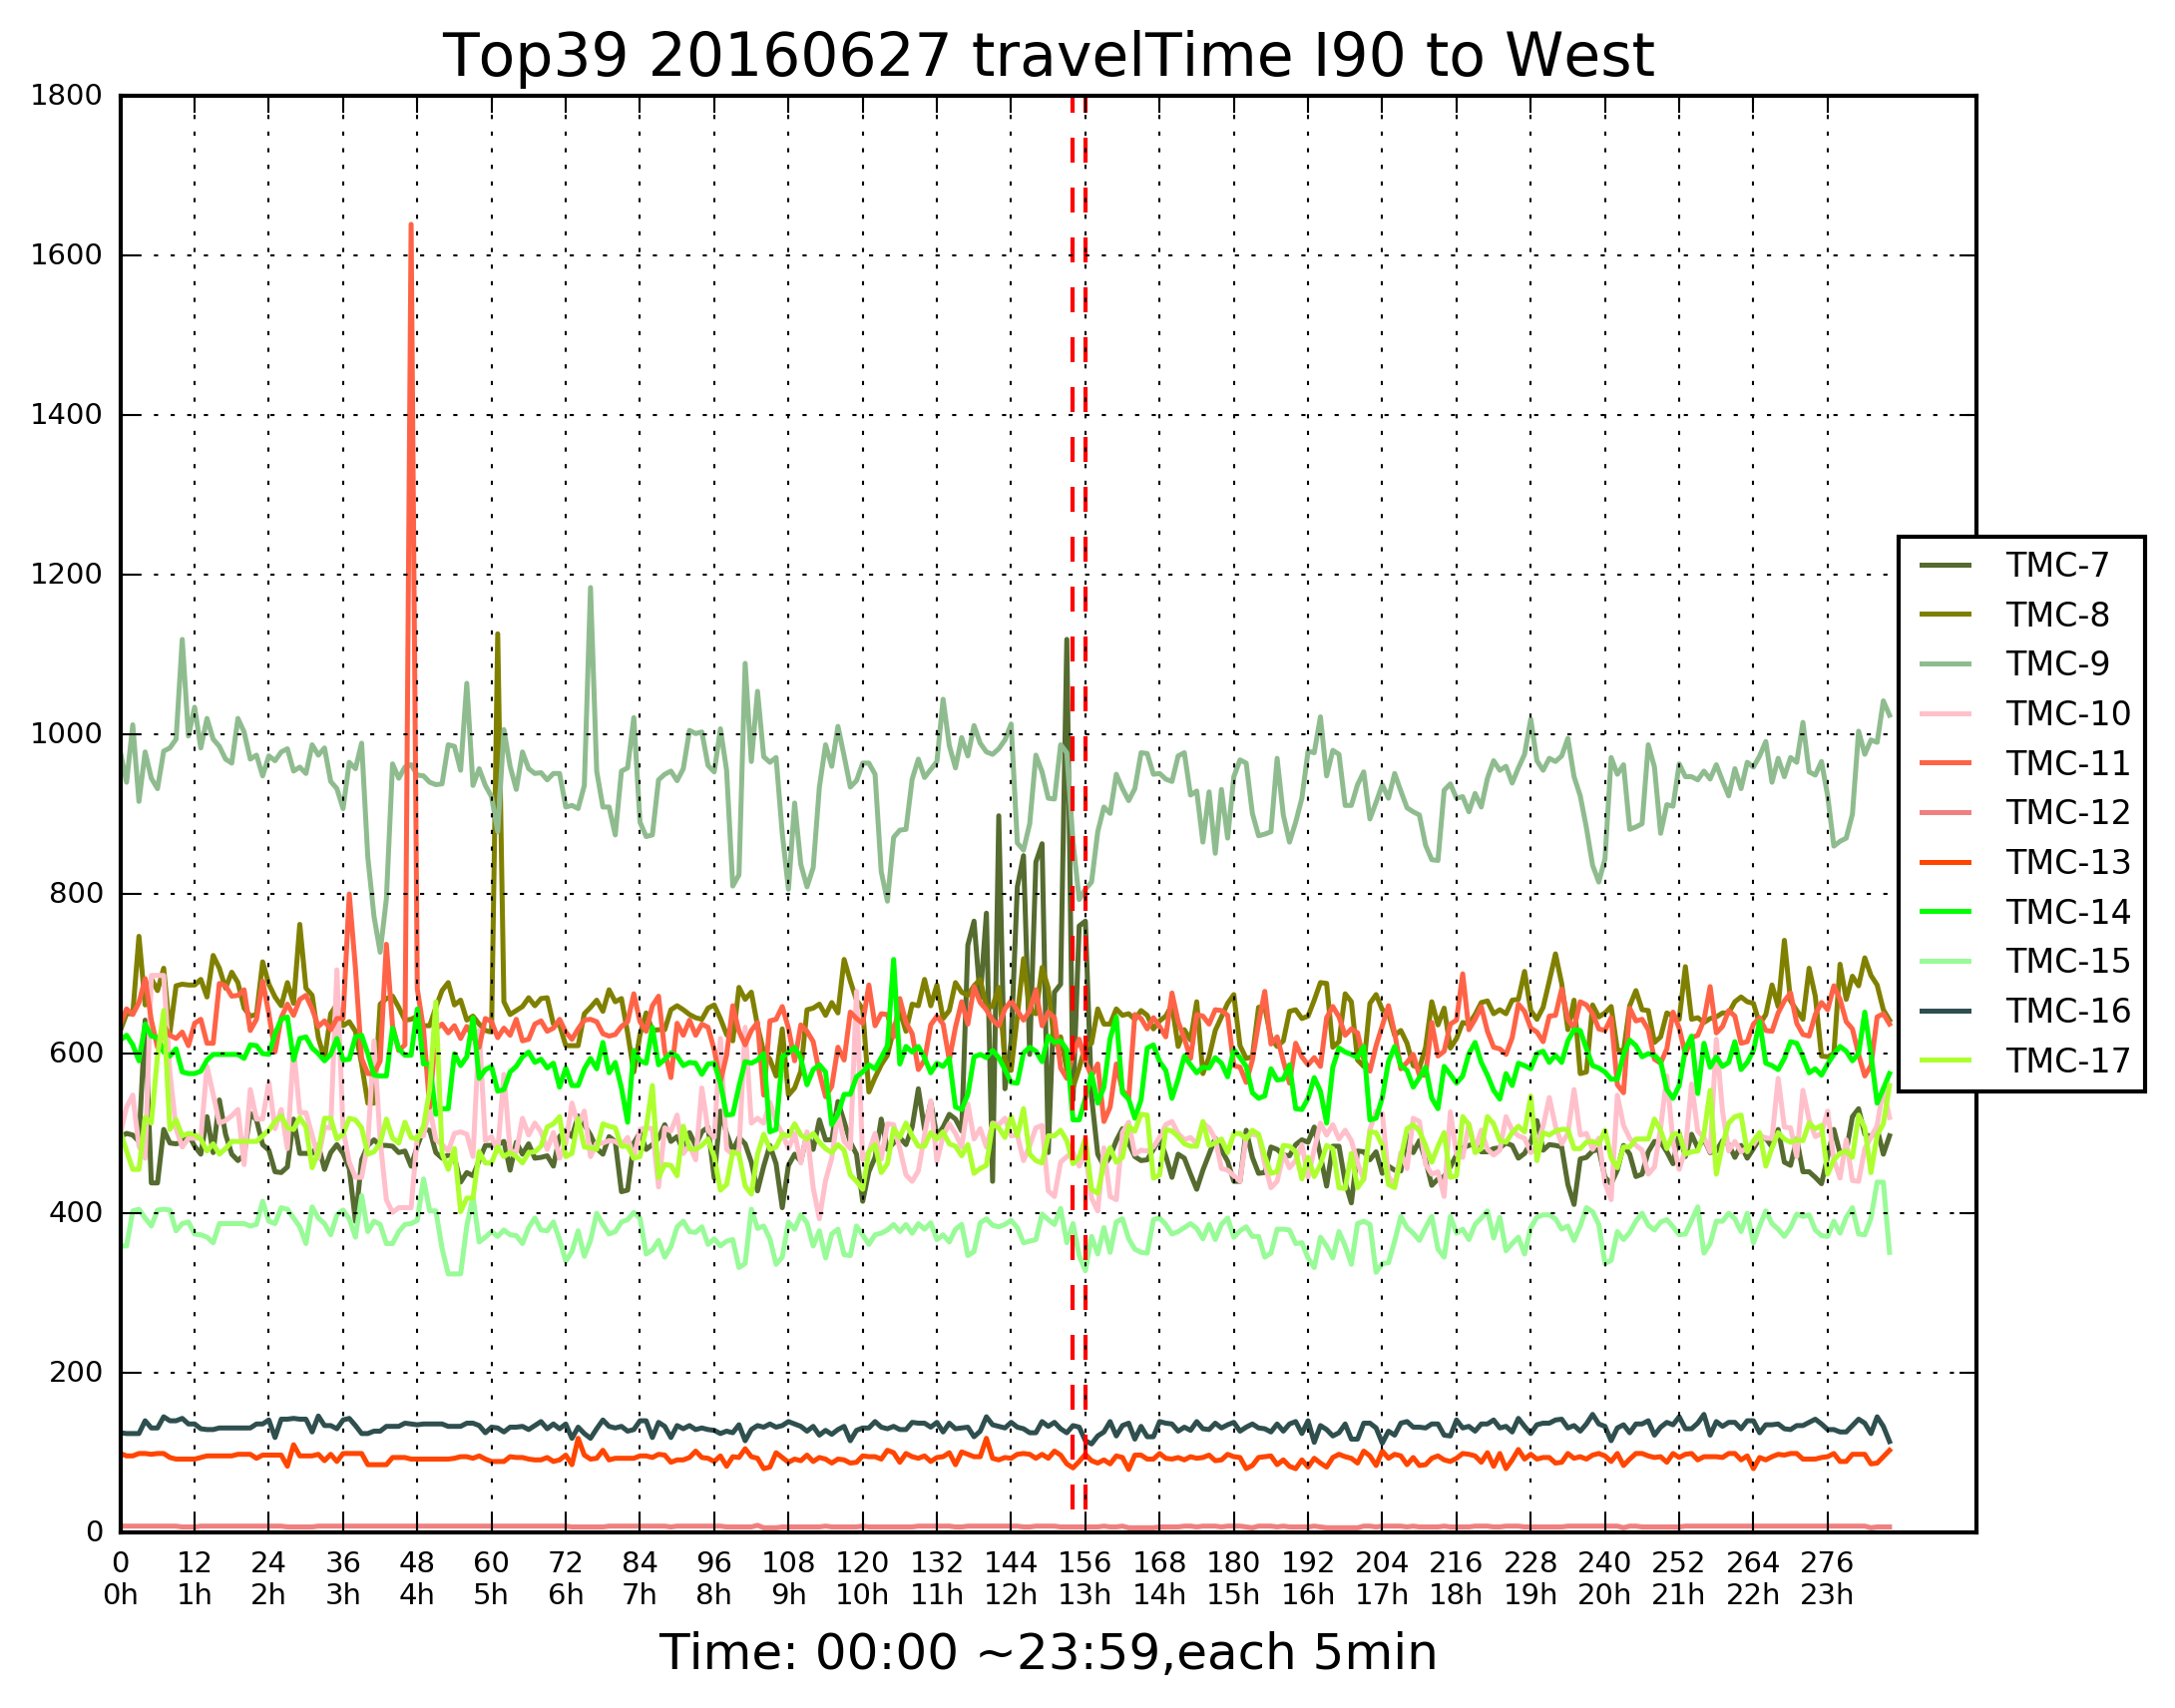 Top39 20160627 travelTime I90 to West
1800
1600
1400
1200
1000
800
600
400
200
0
TMC-7
TMC-8
TMC-9
TMC-10
TMC-11
TMC-12
TMC-13
TMC-14
TMC-15
TMC-16
TMC-17
0 12 24 36 48 60 72 84 96 108 120 132 144 156 168 180 192 204 216 228 240 252 264 276
0h 1h 2h 3h 4h 5h 6h 7h 8h 9h 10h 11h 12h 13h 14h 15h 16h 17h 18h 19h 20h 21h 22h 23h
Time: 00:00 ~23:59,each 5min